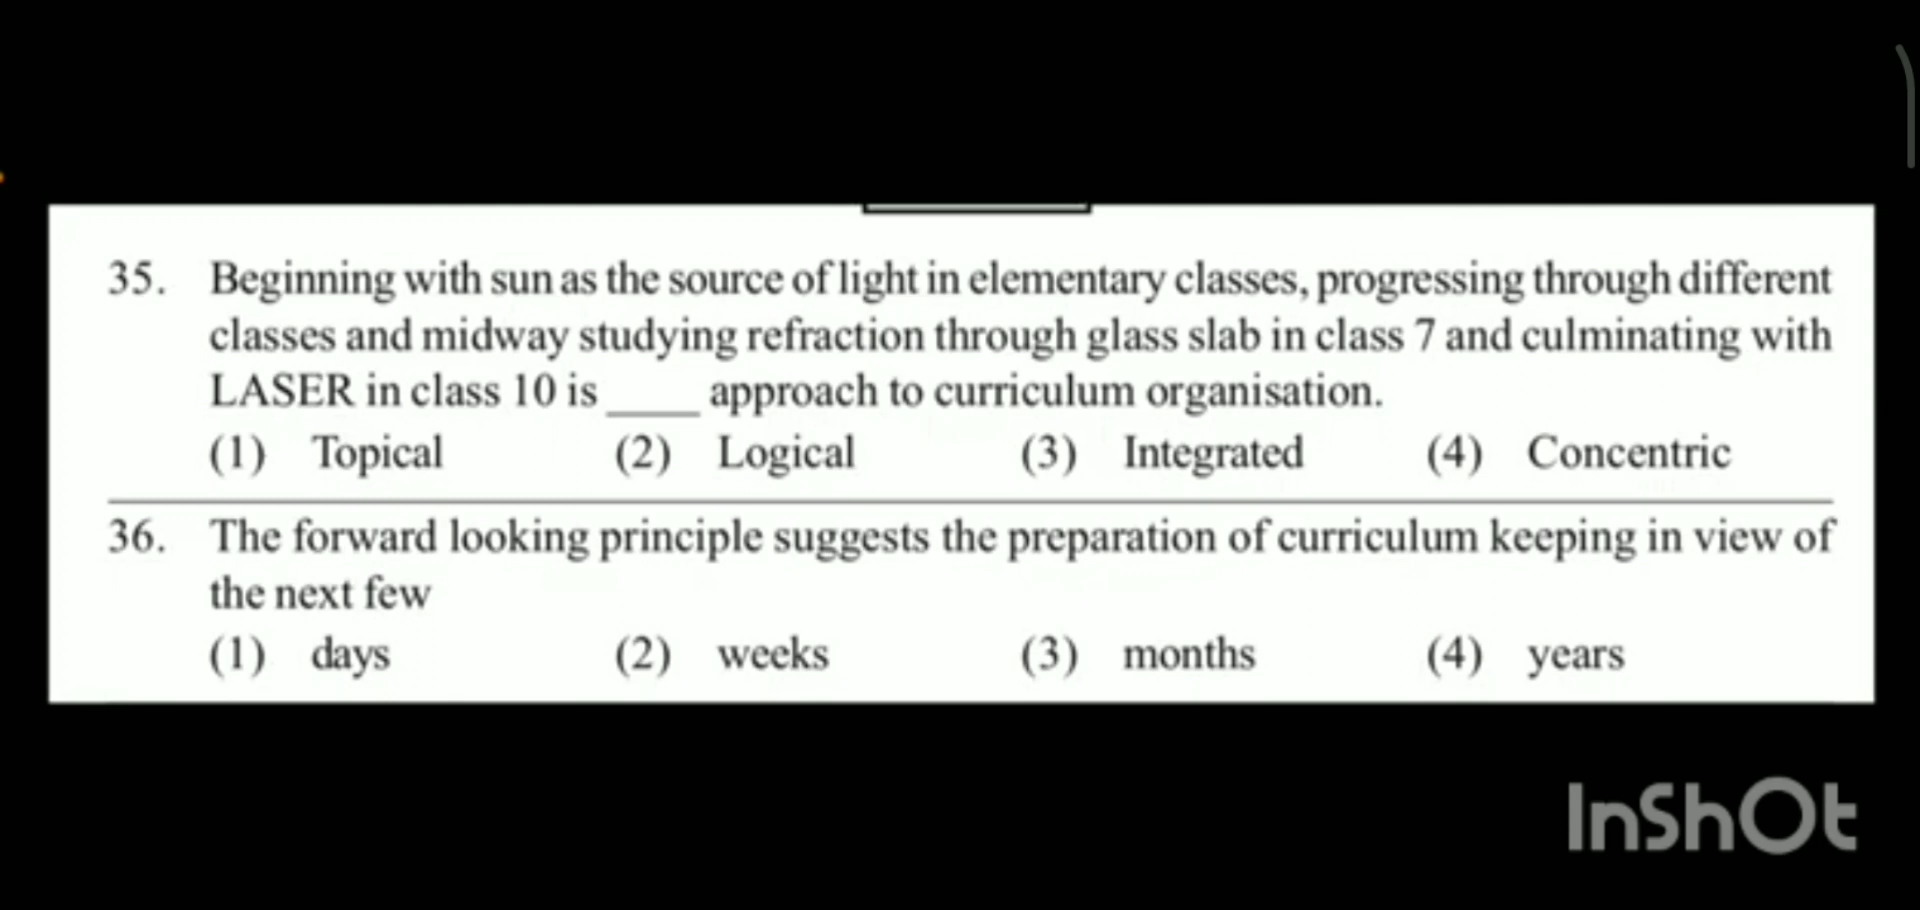 35. Beginning with sun as the source of light in elementary classes, progressing through different
classes and midway studying refraction through glass slab in class 7 and culminating with
LASER in class 10 is ____ approach to curriculum organisation.
(1) Topical (2) Logical (3) Integrated (4) Concentric
36. The forward looking principle suggests the preparation of curriculum keeping in view of
the next few
(1) days (2) weeks (3) months (4) years
InShOt